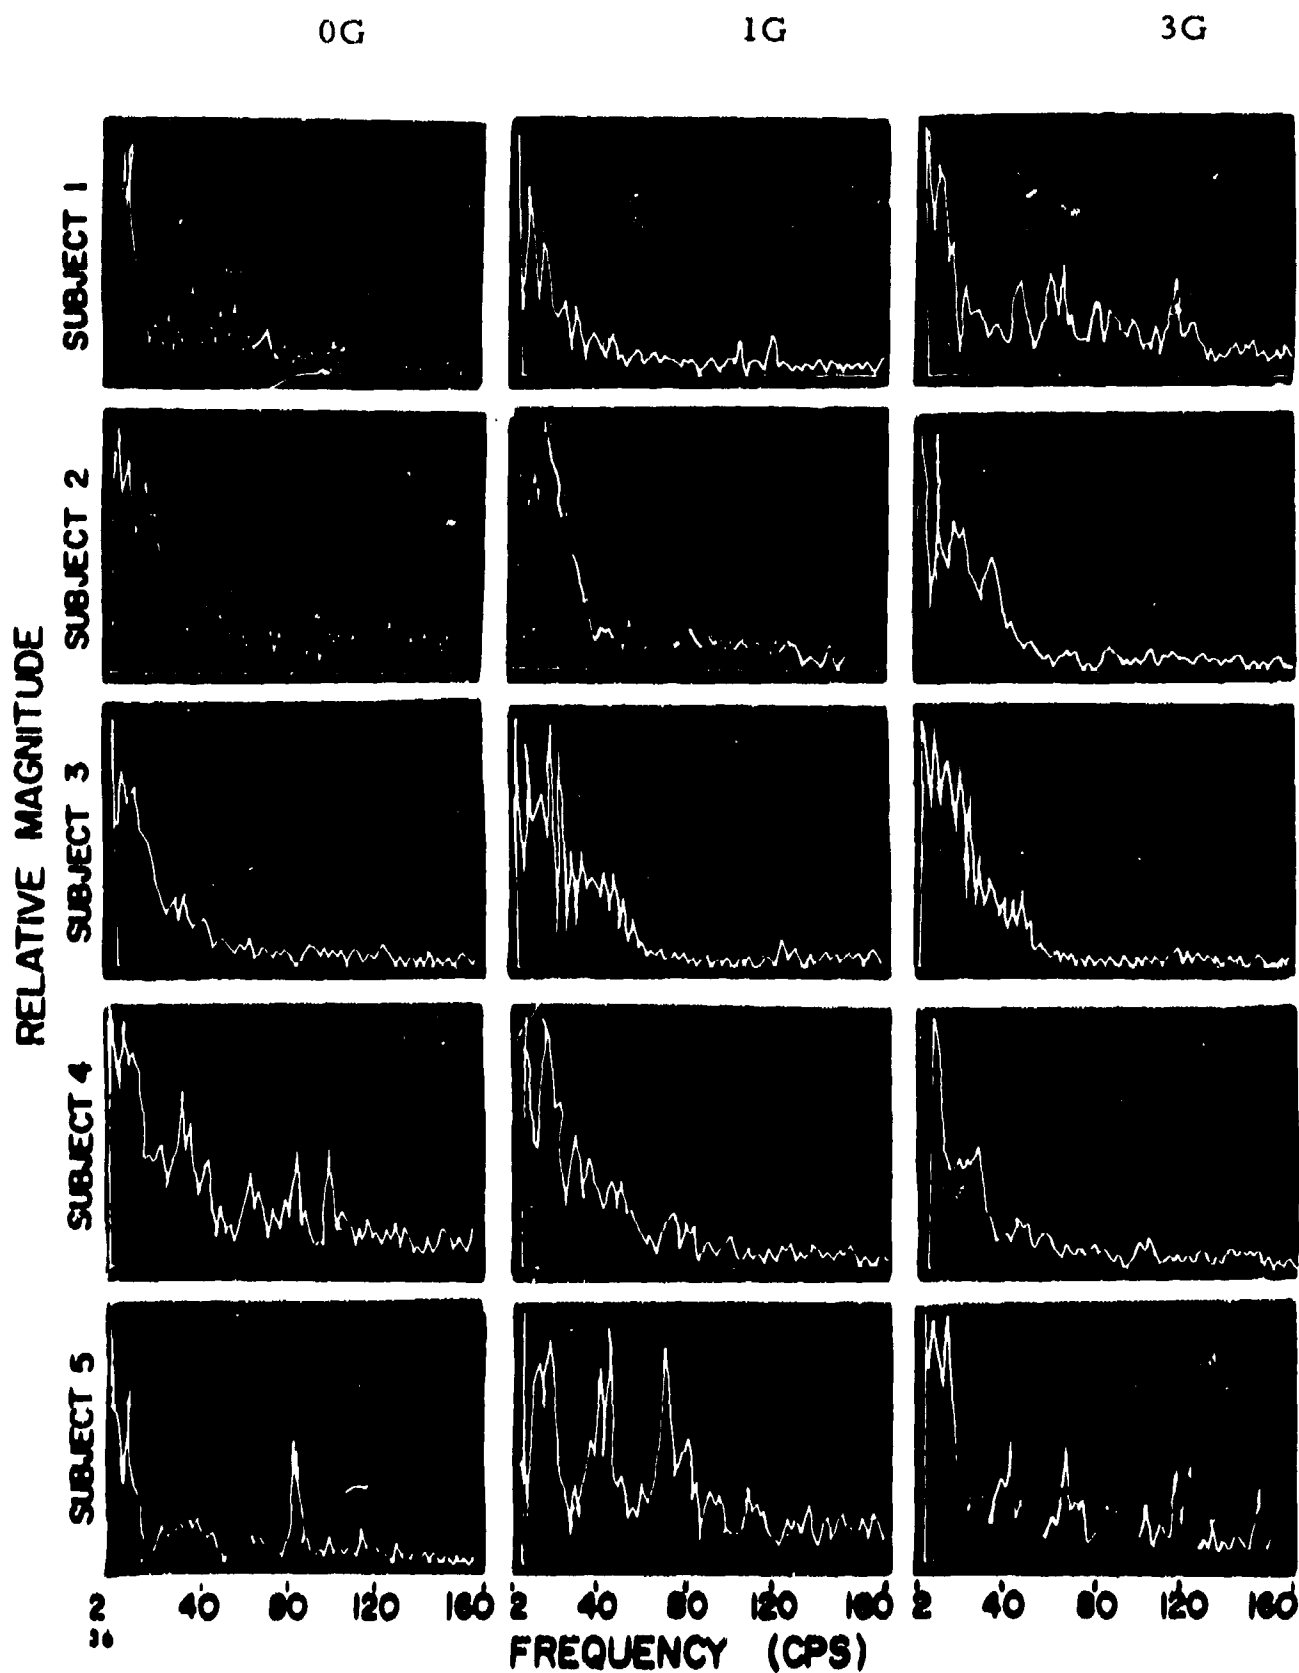 0G 1G 3G
SUBJECT 1
SUBJECT 2
SUBJECT 3
SUBJECT 4
SUBJECT 5
RELATIVE MAGNITUDE
2 40 80 120 160 2 40 80 120 160 2 40 80 120 160
FREQUENCY (CPS)